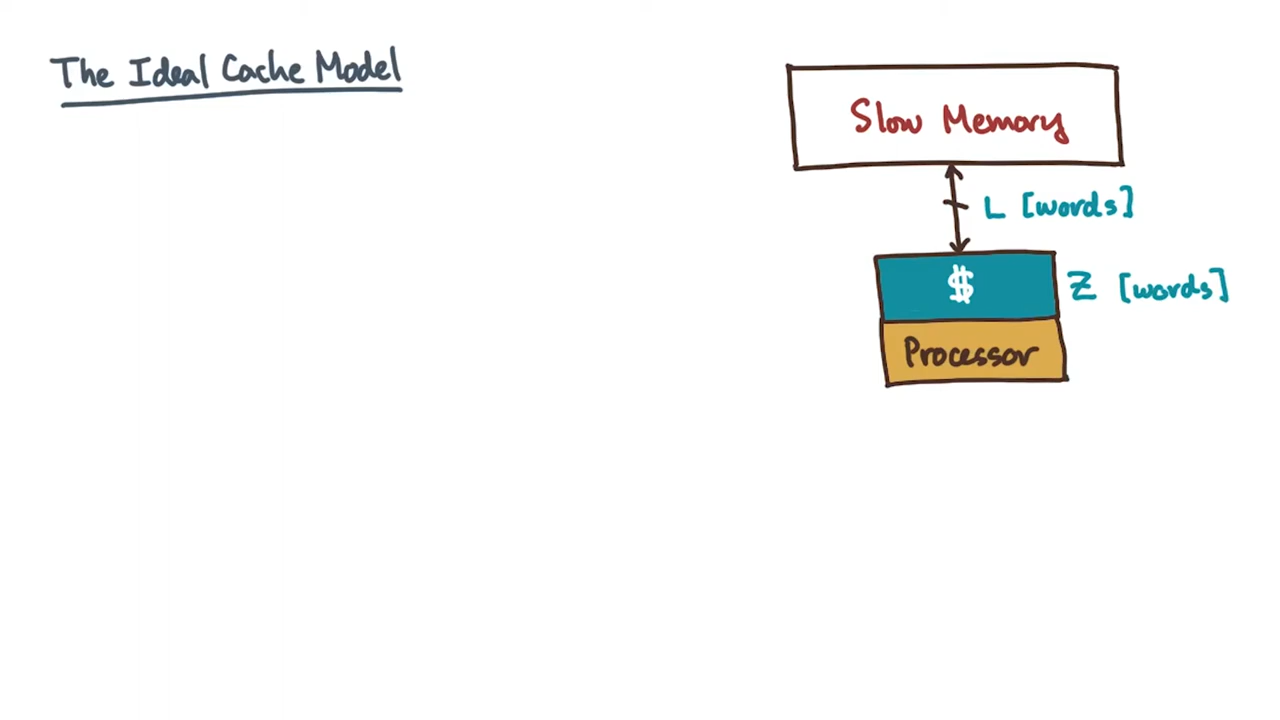 The Ideal Cache Model
Slow Memory
L [words]
$
Z [words]
Processor